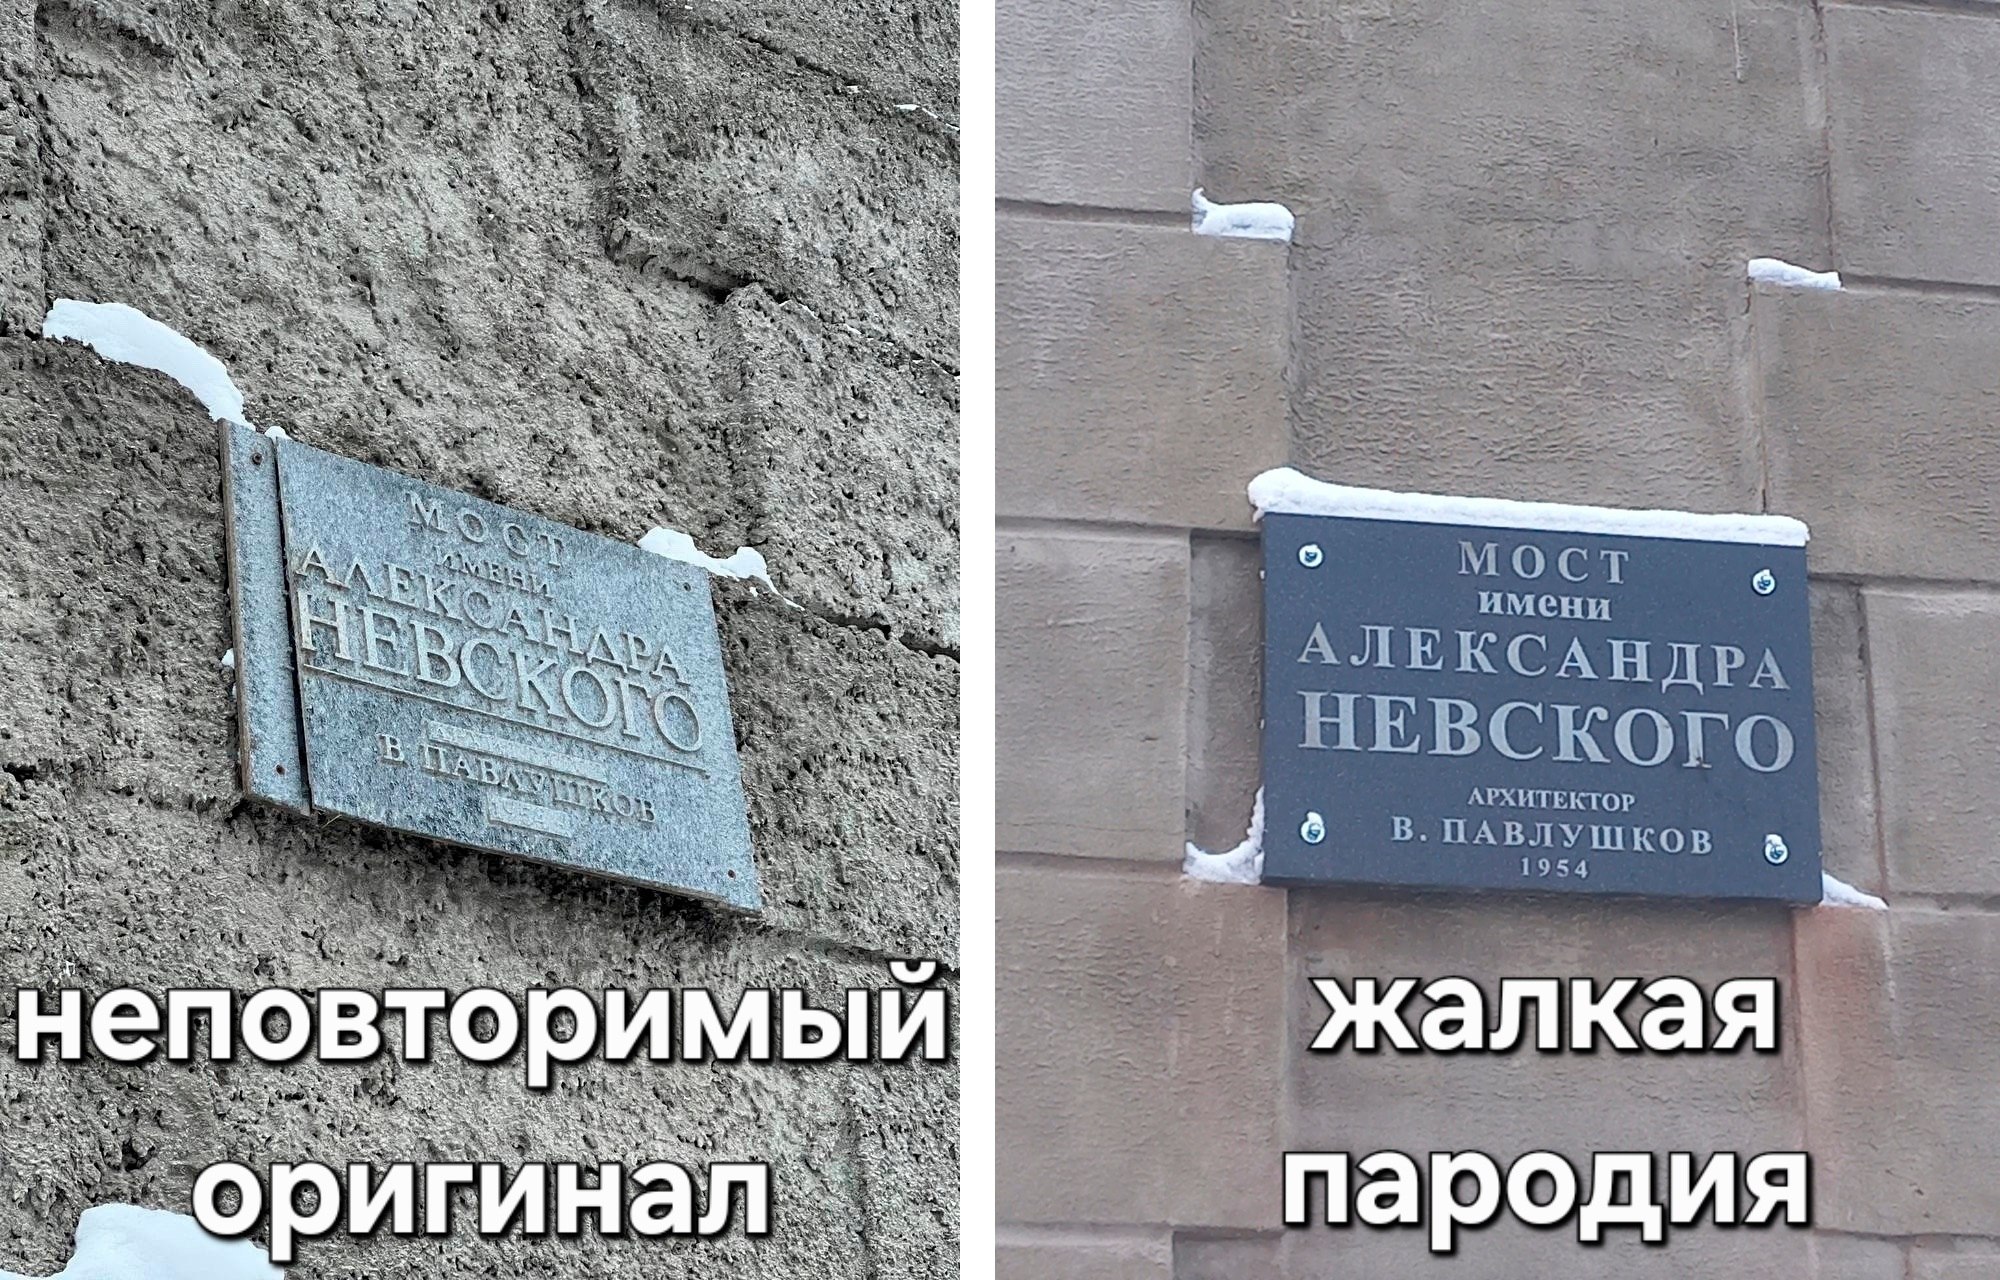 МОСТ
ИМЕНИ
АЛЕКСАНДРА
НЕВСКОГО
В ПАВЛУШКОВ
неповторимый
оригинал
МОСТ
имени
АЛЕКСАНДРА
НЕВСКОГО
АРХИТЕКТОР
В. ПАВЛУШКОВ
1954
жалкая
пародия